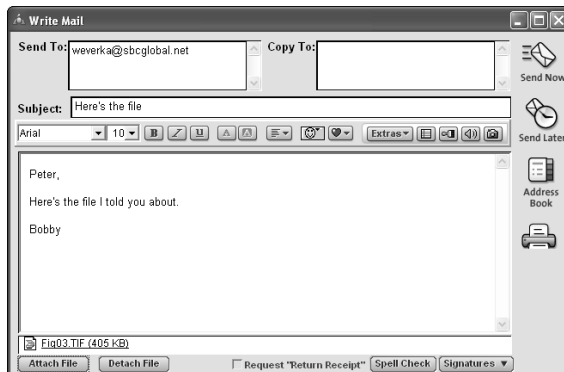 Write Mail
Send To: weverka@sbcglobal.net Copy To:
Send Now
Subject: Here's the file
Arial 10 B I U A A Extras
Send Later
Peter,
Here's the file I told you about.
Bobby
Address
Book
Fig03.TIF (405 KB)
Attach File Detach File Request "Return Receipt" Spell Check Signatures